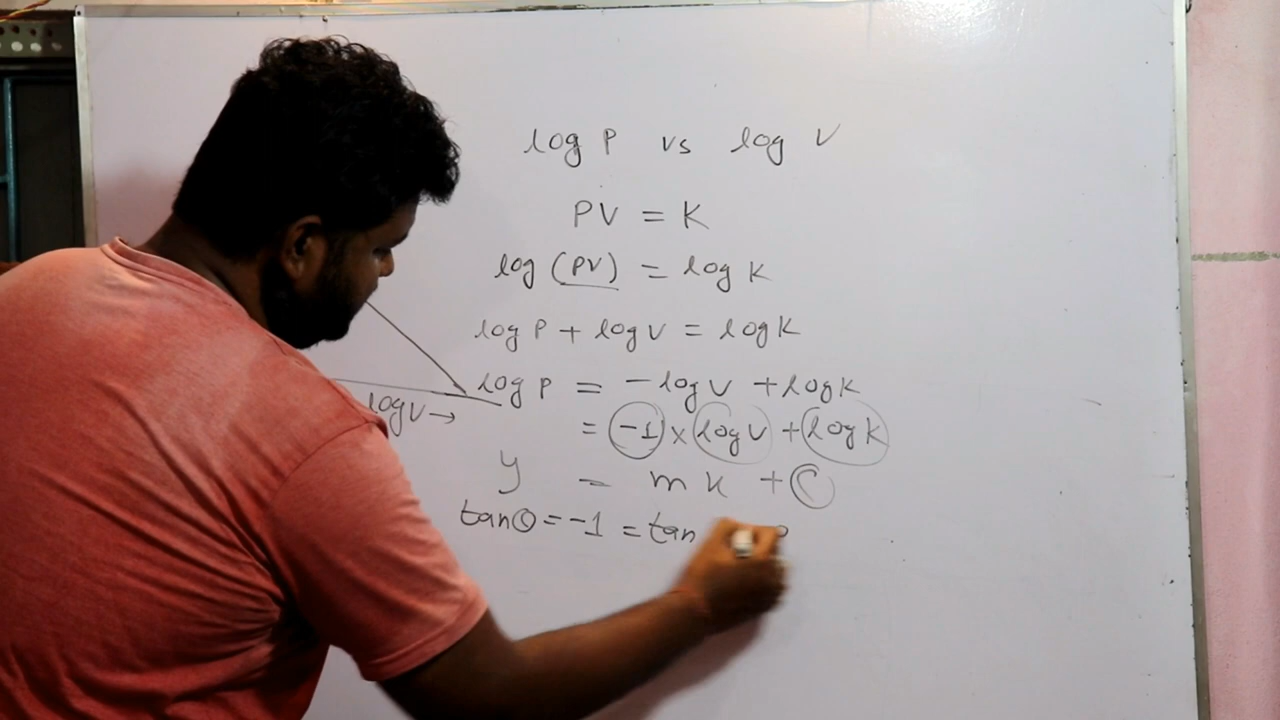 log P vs log V
PV = K
log (PV) = log K
log P + log V = log K
log P = - log V + log K
= -1 × log V + log K
log V →
y = m x + C
tanθ = -1 = tan